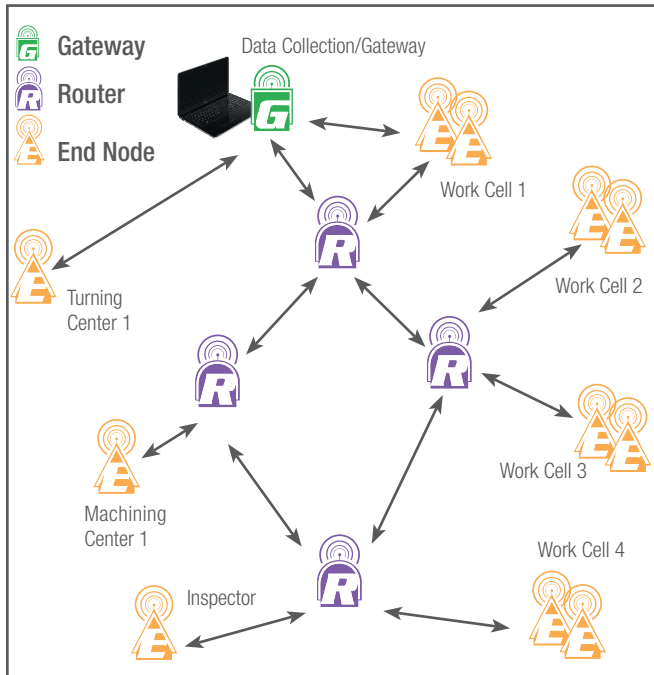 G Gateway
R Router
E End Node
Data Collection/Gateway
G
E E
Work Cell 1
R
E E
Work Cell 2
E
Turning
Center 1
R
R
E E
Work Cell 3
E
Machining
Center 1
R
Work Cell 4
E E
Inspector
E